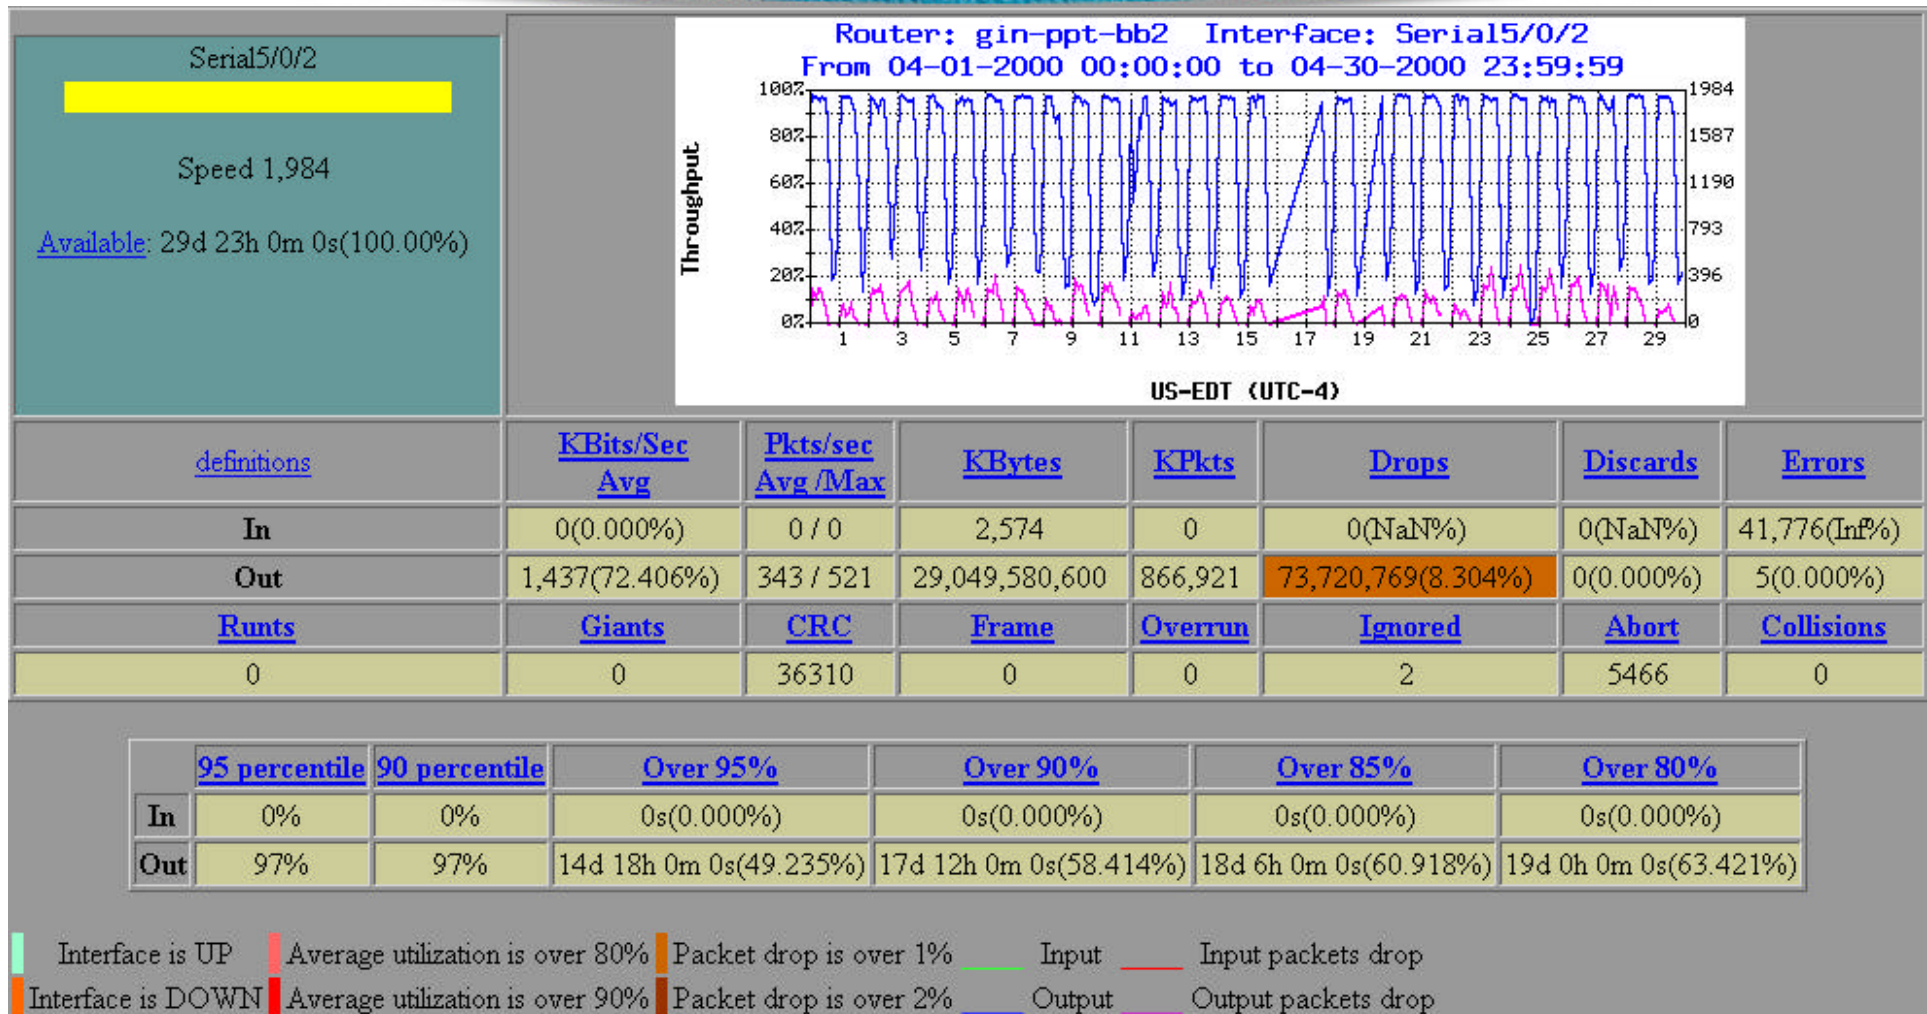 Serial5/0/2
Speed 1,984
Available: 29d 23h 0m 0s(100.00%)
Router: gin-ppt-bb2 Interface: Serial5/0/2
From 04-01-2000 00:00:00 to 04-30-2000 23:59:59
Throughput
100%
80%
60%
40%
20%
0%
1984
1587
1190
793
396
0
1 3 5 7 9 11 13 15 17 19 21 23 25 27 29
US-EDT (UTC-4)
definitions KBits/Sec Avg Pkts/sec Avg /Max KBytes KPkts Drops Discards Errors
In 0(0.000%) 0 / 0 2,574 0 0(NaN%) 0(NaN%) 41,776(Inf%)
Out 1,437(72.406%) 343 / 521 29,049,580,600 866,921 73,720,769(8.304%) 0(0.000%) 5(0.000%)
Runts Giants CRC Frame Overrun Ignored Abort Collisions
0 0 36310 0 0 2 5466 0
95 percentile 90 percentile Over 95% Over 90% Over 85% Over 80%
In 0% 0% 0s(0.000%) 0s(0.000%) 0s(0.000%) 0s(0.000%)
Out 97% 97% 14d 18h 0m 0s(49.235%) 17d 12h 0m 0s(58.414%) 18d 6h 0m 0s(60.918%) 19d 0h 0m 0s(63.421%)
Interface is UP Average utilization is over 80% Packet drop is over 1% Input Input packets drop
Interface is DOWN Average utilization is over 90% Packet drop is over 2% Output Output packets drop